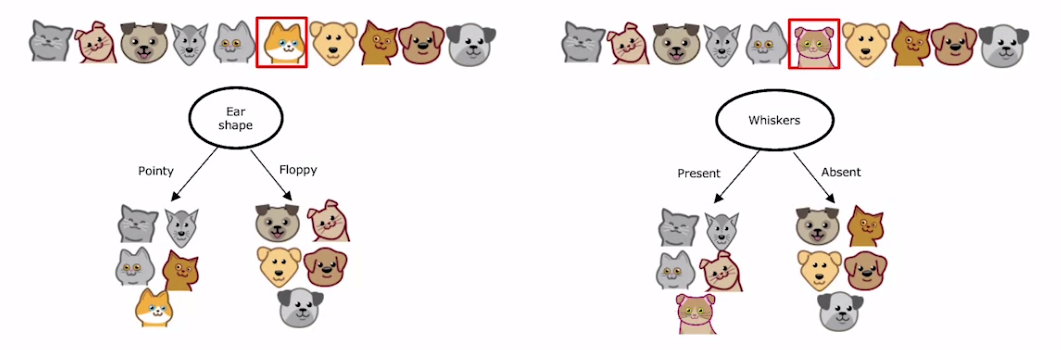 Ear
shape
Pointy
Floppy
Whiskers
Present
Absent